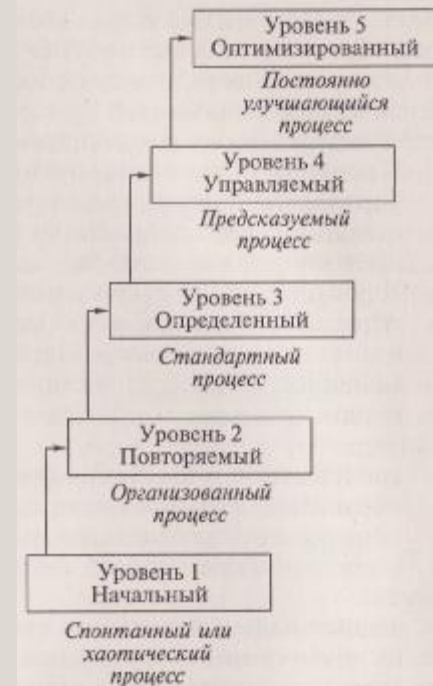 Уровень 5
Оптимизированный
Постоянно
улучшающийся
процесс
Уровень 4
Управляемый
Предсказуемый
процесс
Уровень 3
Определенный
Стандартный
процесс
Уровень 2
Повторяемый
Организованный
процесс
Уровень 1
Начальный
Спонтанный или
хаотический
процесс